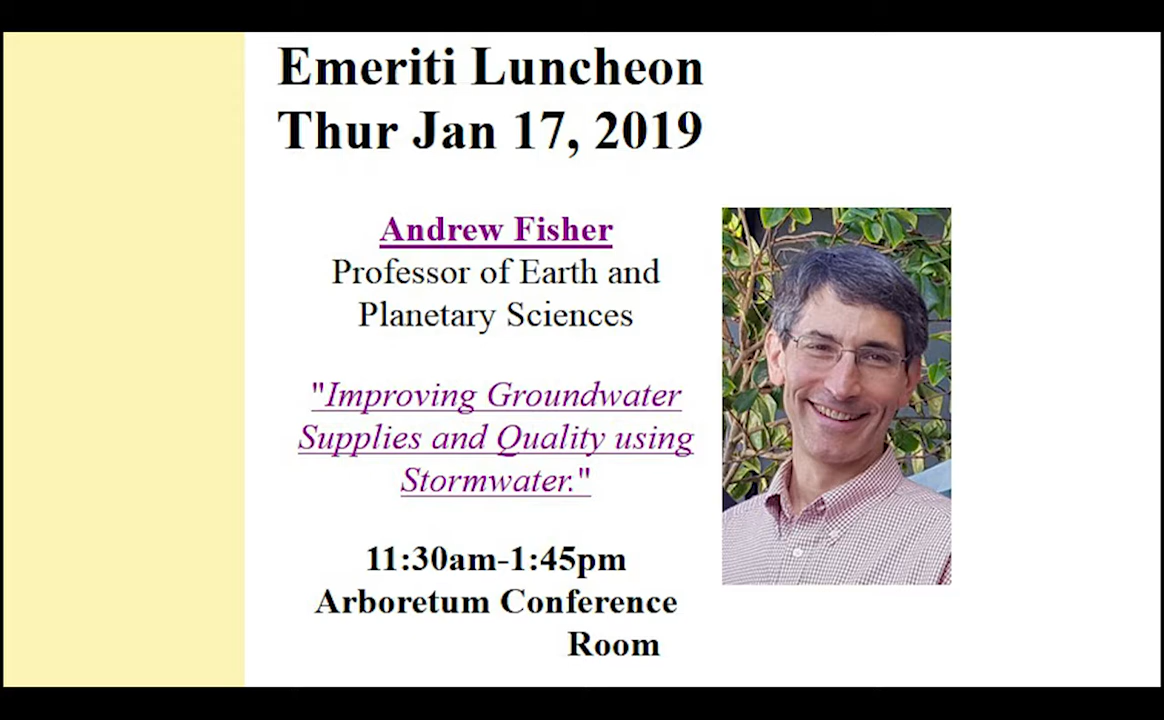 Emeriti Luncheon
Thur Jan 17, 2019
Andrew Fisher
Professor of Earth and
Planetary Sciences
"Improving Groundwater
Supplies and Quality using
Stormwater."
11:30am-1:45pm
Arboretum Conference
Room